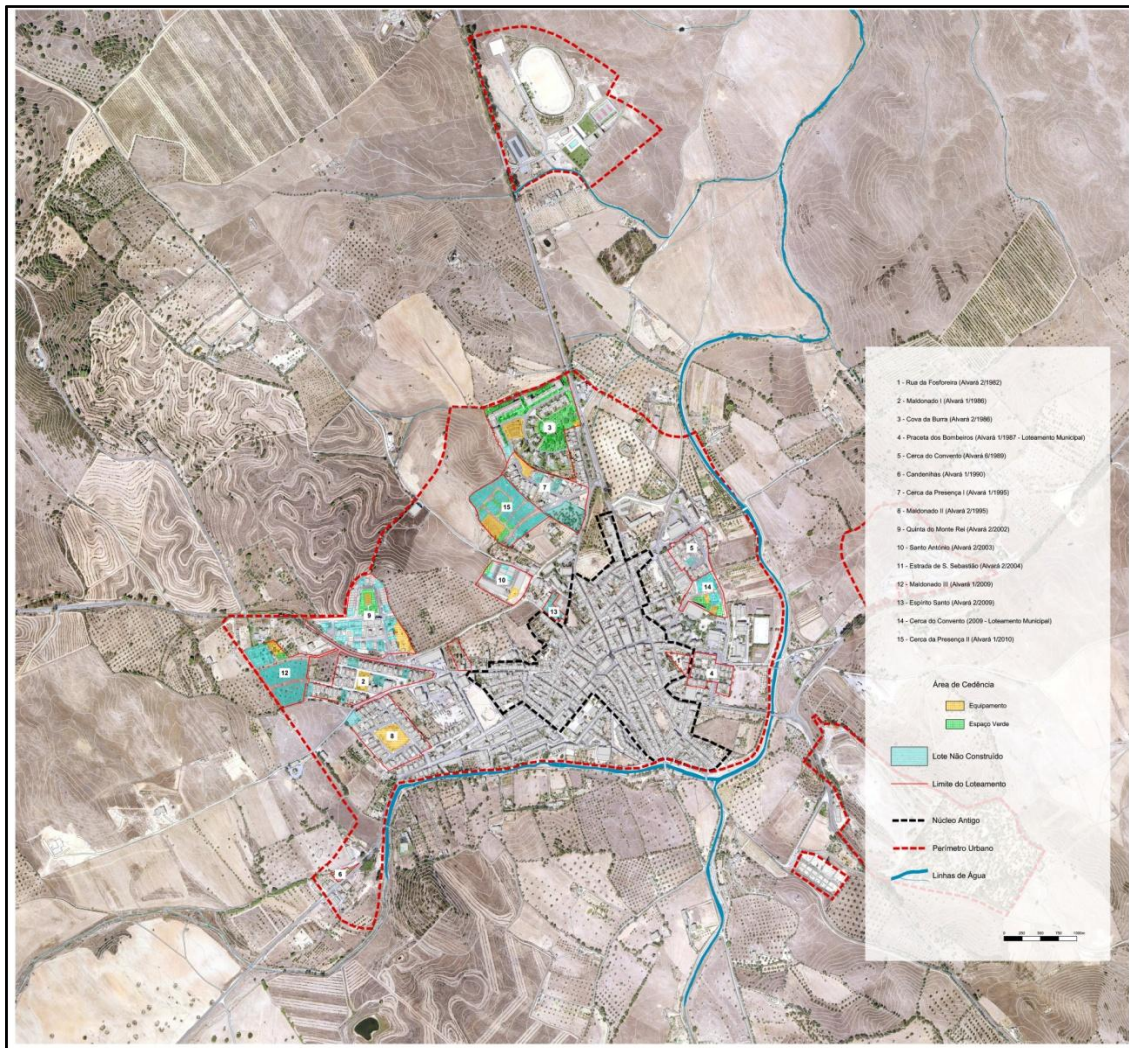 3
7
15
5
10
14
13
9
4
12
2
8
6
1 - Rua da Fosforeira (Alvará 2/1982)
2 - Maldonado I (Alvará 1/1986)
3 - Cova da Burra (Alvará 2/1986)
4 - Praceta dos Bombeiros (Alvará 1/1987 - Loteamento Municipal)
5 - Cerca do Convento (Alvará 6/1989)
6 - Candenilhas (Alvará 1/1990)
7 - Cerca da Presença I (Alvará 1/1995)
8 - Maldonado II (Alvará 2/1995)
9 - Quinta do Monte Rei (Alvará 2/2002)
10 - Santo António (Alvará 2/2003)
11 - Estrada de S. Sebastião (Alvará 2/2004)
12 - Maldonado III (Alvará 1/2009)
13 - Espírito Santo (Alvará 2/2009)
14 - Cerca do Convento (2009 - Loteamento Municipal)
15 - Cerca da Presença II (Alvará 1/2010)
Área de Cedência
Equipamento
Espaço Verde
Lote Não Construído
Limite do Loteamento
Núcleo Antigo
Perímetro Urbano
Linhas de Água
0 250 500 750